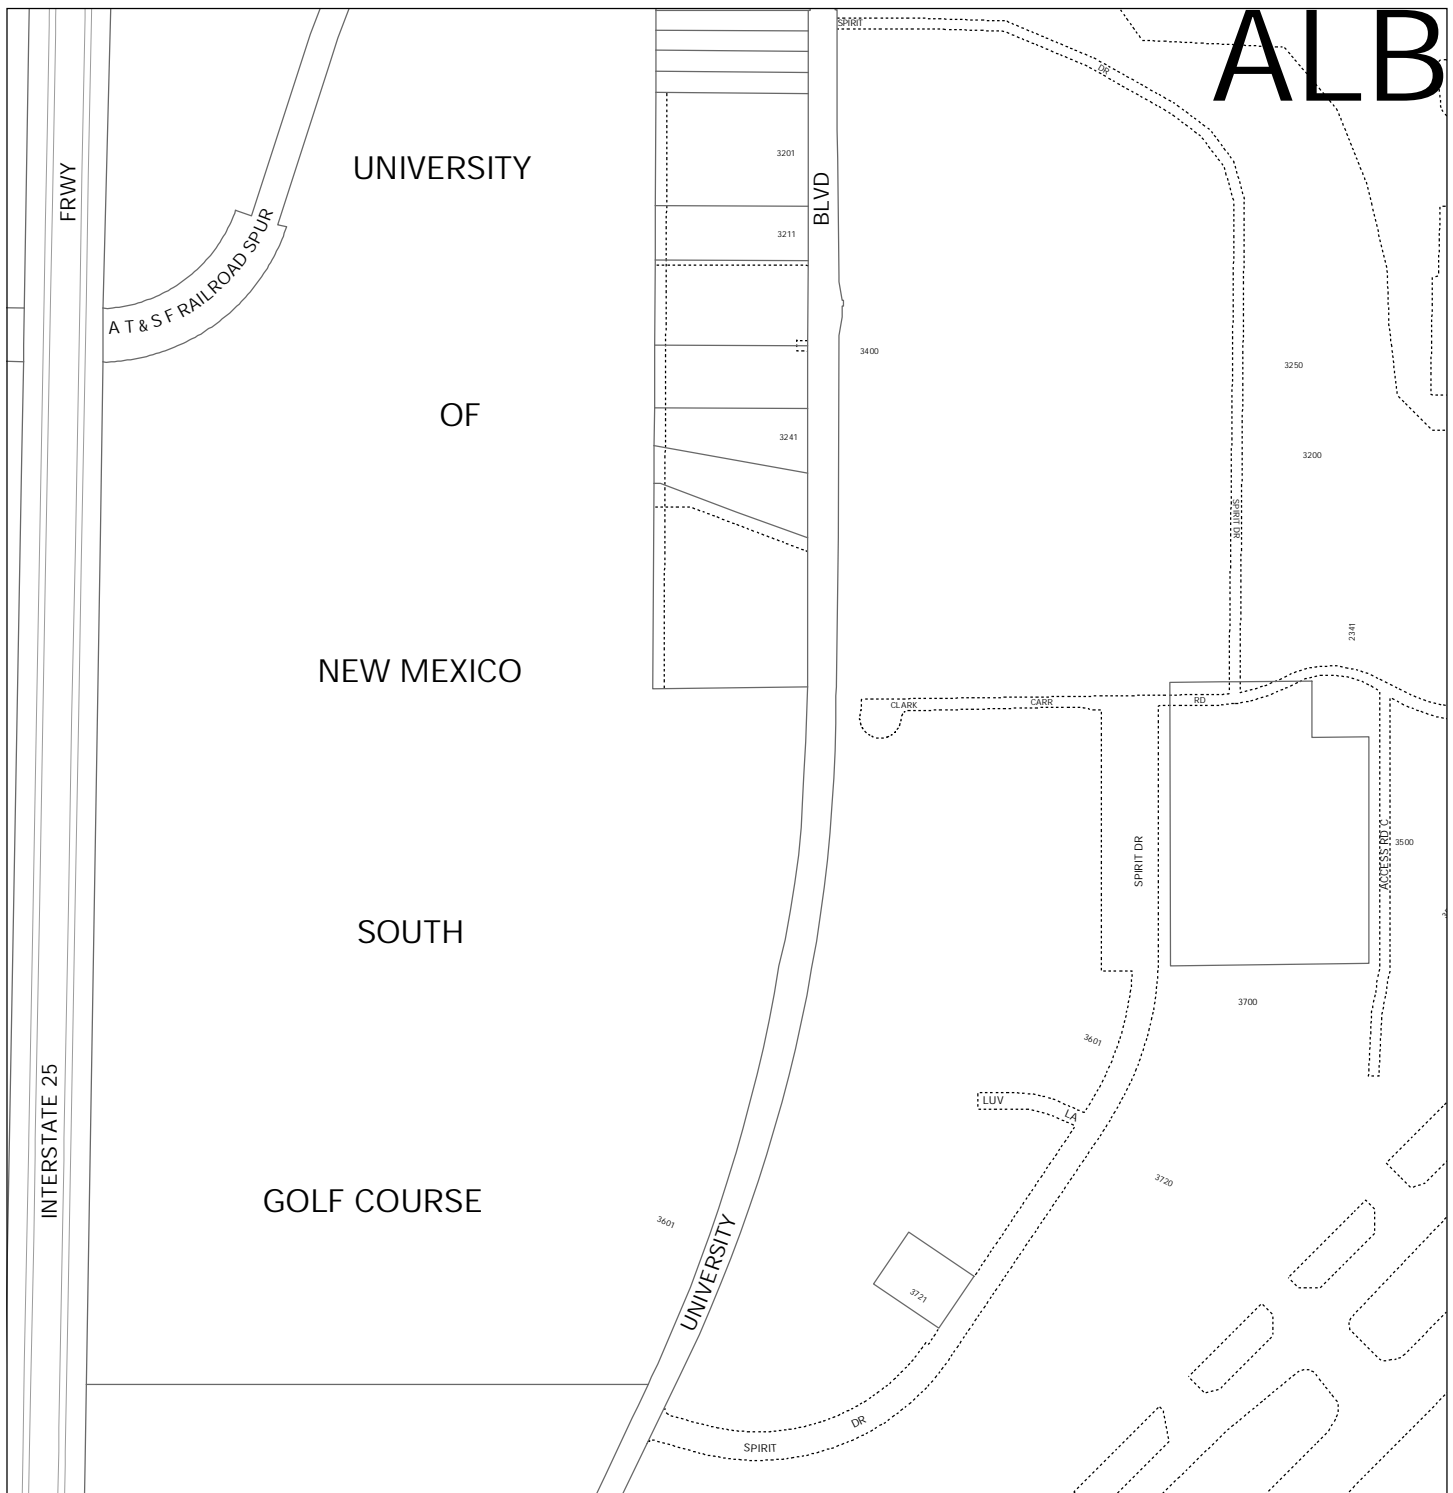 ALB
SPIRIT
DR
FRWY
UNIVERSITY
3201
BLVD
3211
A T & S F RAILROAD SPUR
3400
3250
OF
3241
3200
SPIRIT DR
2341
NEW MEXICO
CLARK
CARR
RD
SPIRIT DR
ACCESS RD C
3500
SOUTH
3700
3601
INTERSTATE 25
LUV
LA
3720
GOLF COURSE
3601
UNIVERSITY
3721
DR
SPIRIT